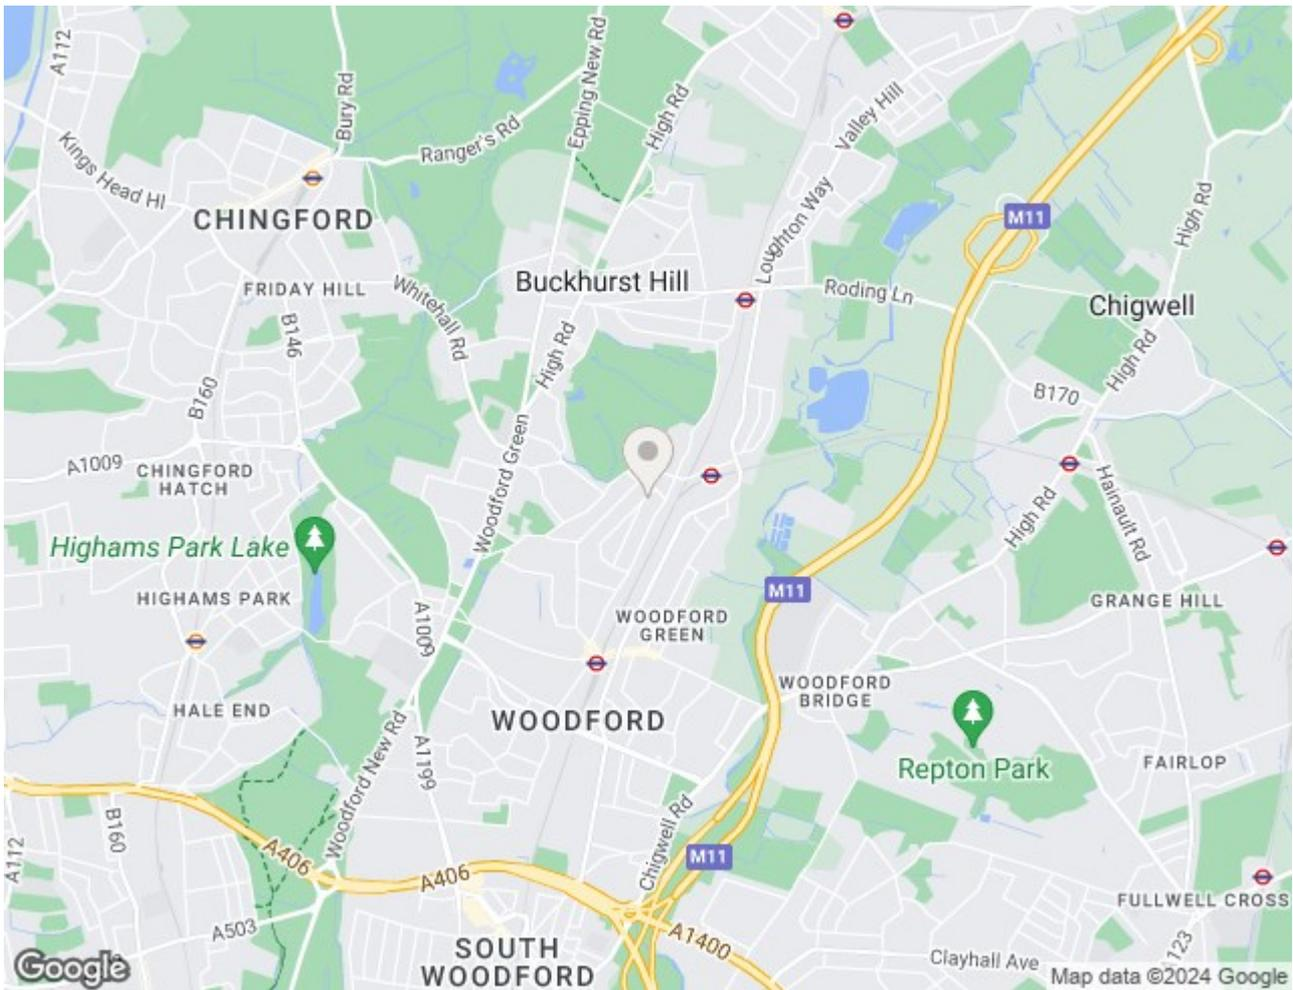 A112
Bury Rd
Epping New Rd
High Rd
Valley Hill
Kings Head Hl
Ranger's Rd
Loughton Way
High Rd
CHINGFORD
M11
FRIDAY HILL
Whitehall Rd
Buckhurst Hill
Roding Ln
Chigwell
B146
High Rd
High Rd
B160
B170
A1009
CHINGFORD
HATCH
Woodford Green
High Rd
Hainault Rd
Highams Park Lake
M11
HIGHAMS PARK
A1009
WOODFORD
GREEN
GRANGE HILL
WOODFORD
BRIDGE
HALE END
WOODFORD
Woodford New Rd
A1199
Repton Park
FAIRLOP
B160
A112
A406
A406
Chigwell Rd
M11
FULLWELL CROSS
A503
A1400
SOUTH
WOODFORD
Clayhall Ave
A123
Google
Map data ©2024 Google